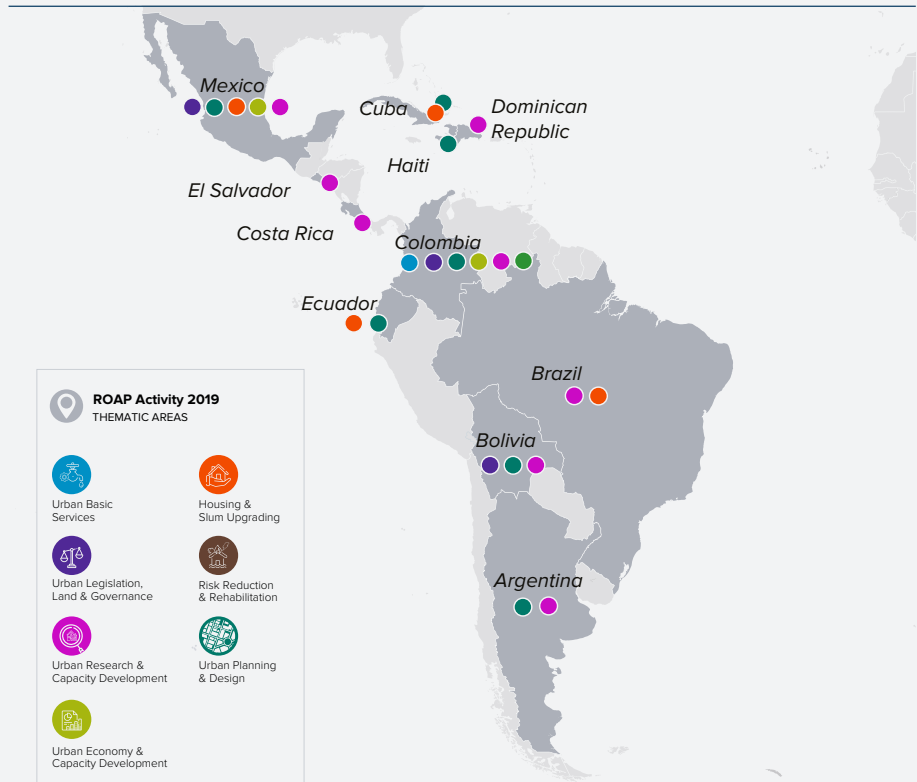 Mexico
Cuba
Dominican
Republic
Haiti
El Salvador
Costa Rica
Colombia
Ecuador
Brazil
Bolivia
Argentina
ROAP Activity 2019
THEMATIC AREAS
Urban Basic
Services
Housing &
Slum Upgrading
Urban Legislation,
Land & Governance
Risk Reduction
& Rehabilitation
Urban Research &
Capacity Development
Urban Planning
& Design
Urban Economy &
Capacity Development